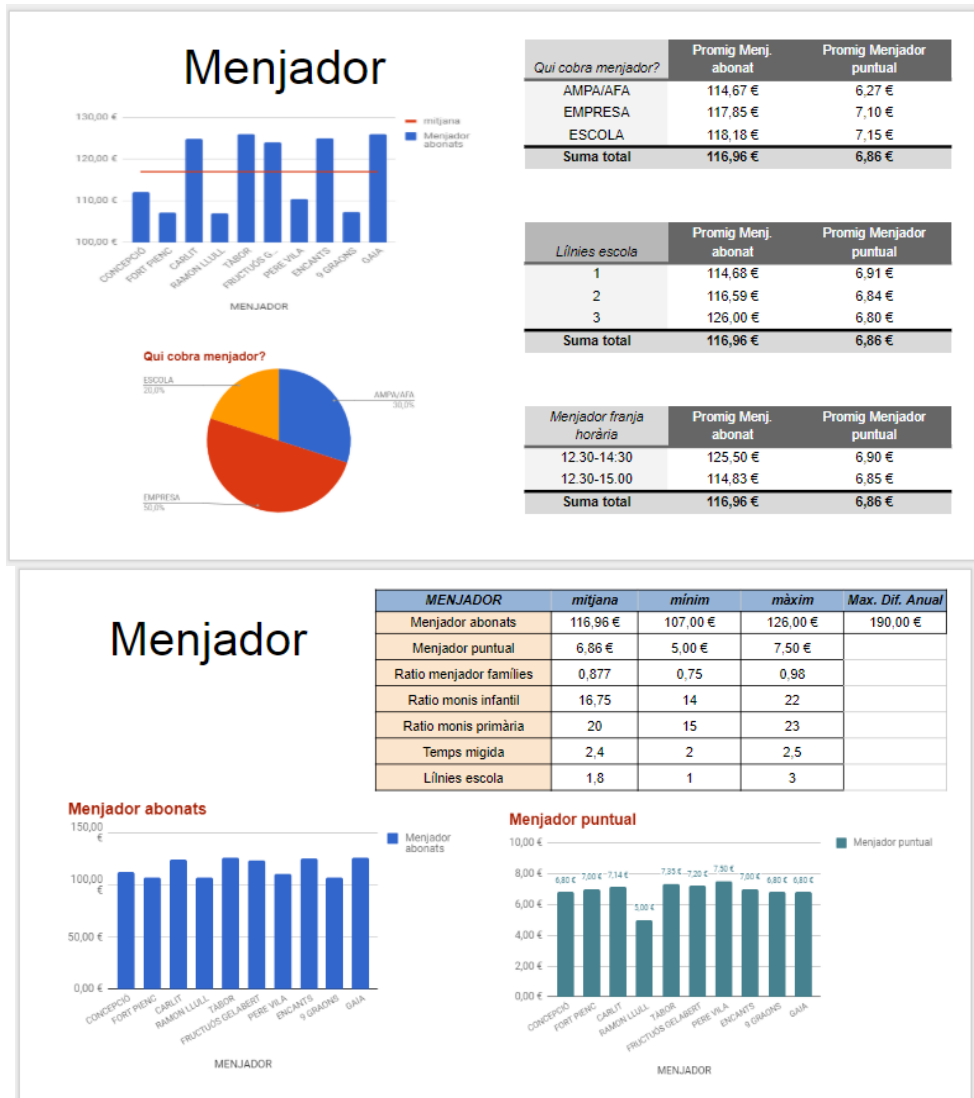 Menjador
130,00 €
120,00 €
110,00 €
100,00 €
mitjana
Menjador
abonats
CONCEPCIÓ
FORT PIENC
CARLIT
RAMON LLULL
TÀBOR
FRUCTUÓS G...
PERE VILA
ENCANTS
9 GRAONS
GAIA
MENJADOR
Qui cobra menjador?
ESCOLA
20,0%
AMPA/AFA
30,0%
EMPRESA
50,0%
Qui cobra menjador? Promig Menj. abonat Promig Menjador puntual
AMPA/AFA 114,67 € 6,27 €
EMPRESA 117,85 € 7,10 €
ESCOLA 118,18 € 7,15 €
Suma total 116,96 € 6,86 €
Lílnies escola Promig Menj. abonat Promig Menjador puntual
1 114,68 € 6,91 €
2 116,59 € 6,84 €
3 126,00 € 6,80 €
Suma total 116,96 € 6,86 €
Menjador franja horària Promig Menj. abonat Promig Menjador puntual
12.30-14:30 125,50 € 6,90 €
12.30-15.00 114,83 € 6,85 €
Suma total 116,96 € 6,86 €
Menjador
MENJADOR mitjana mínim màxim Max. Dif. Anual
Menjador abonats 116,96 € 107,00 € 126,00 € 190,00 €
Menjador puntual 6,86 € 5,00 € 7,50 €
Ratio menjador famílies 0,877 0,75 0,98
Ratio monis infantil 16,75 14 22
Ratio monis primària 20 15 23
Temps migida 2,4 2 2,5
Lílnies escola 1,8 1 3
Menjador abonats
150,00
€
100,00
€
50,00 €
0,00 €
Menjador
abonats
CONCEPCIÓ
FORT PIENC
CARLIT
RAMON LLULL
TÀBOR
FRUCTUÓS GELABERT
PERE VILA
ENCANTS
9 GRAONS
GAIA
MENJADOR
Menjador puntual
10,00 €
8,00 €
6,00 €
4,00 €
2,00 €
0,00 €
Menjador puntual
6,80 € 7,00 € 7,14 € 5,00 € 7,35 € 7,20 € 7,50 € 7,00 € 6,80 € 6,80 €
CONCEPCIÓ
FORT PIENC
CARLIT
RAMON LLULL
TÀBOR
FRUCTUÓS GELABERT
PERE VILA
ENCANTS
9 GRAONS
GAIA
MENJADOR